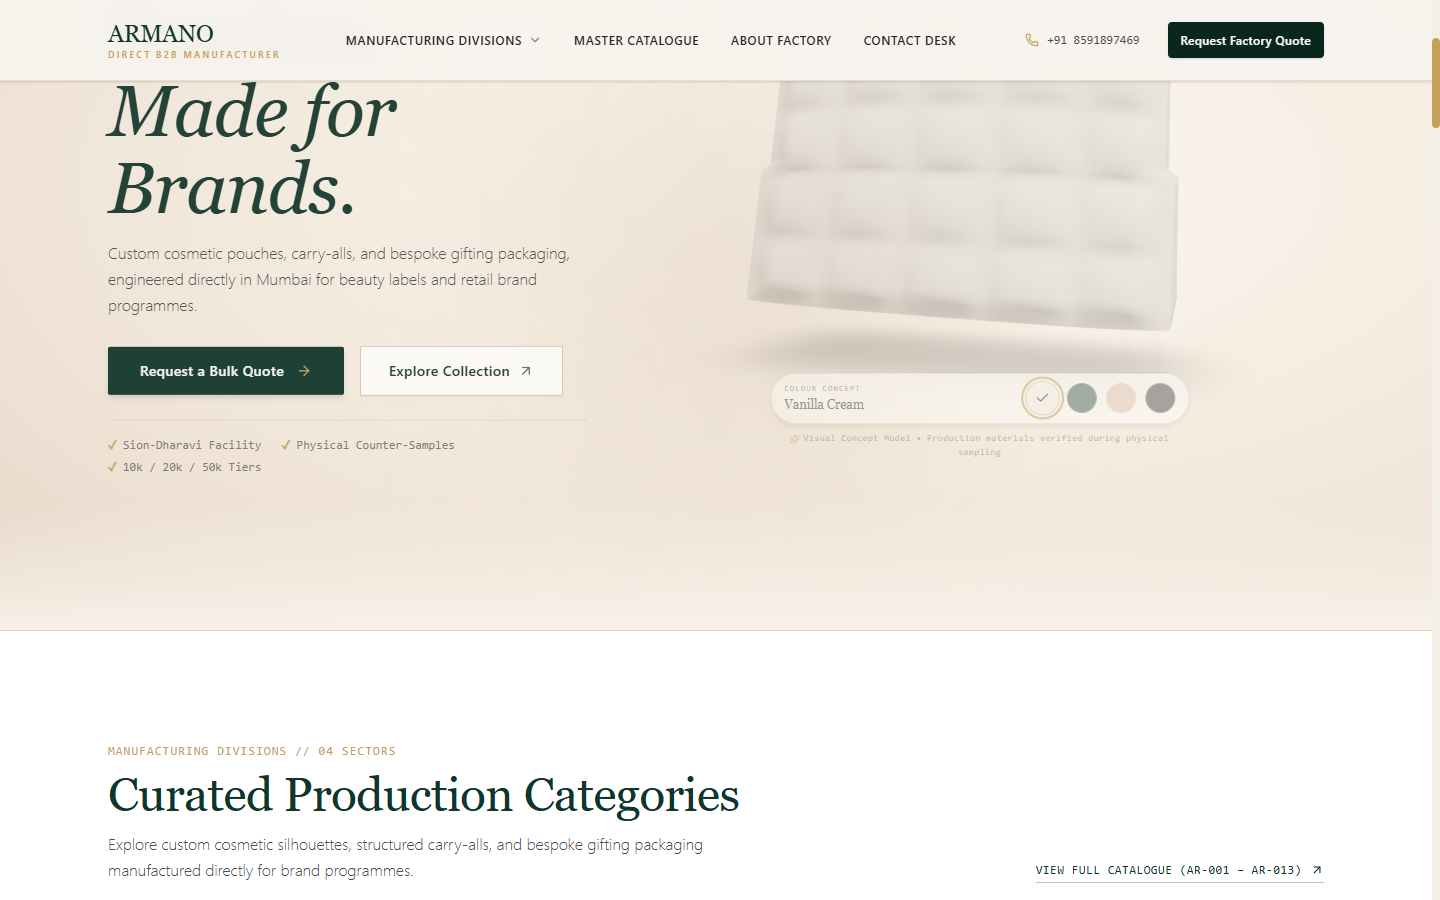 ARMANO
DIRECT B2B MANUFACTURER
MANUFACTURING DIVISIONS
MASTER CATALOGUE
ABOUT FACTORY
CONTACT DESK
+91 8591897469
Request Factory Quote
Made for
Brands.
Custom cosmetic pouches, carry-alls, and bespoke gifting packaging,
engineered directly in Mumbai for beauty labels and retail brand
programmes.
Request a Bulk Quote
Explore Collection
Sion-Dharavi Facility
Physical Counter-Samples
10k / 20k / 50k Tiers
COLOUR CONCEPT
Vanilla Cream
Visual Concept Model • Production materials verified during physical
sampling
MANUFACTURING DIVISIONS // 04 SECTORS
Curated Production Categories
Explore custom cosmetic silhouettes, structured carry-alls, and bespoke gifting packaging
manufactured directly for brand programmes.
VIEW FULL CATALOGUE (AR-001 – AR-013)